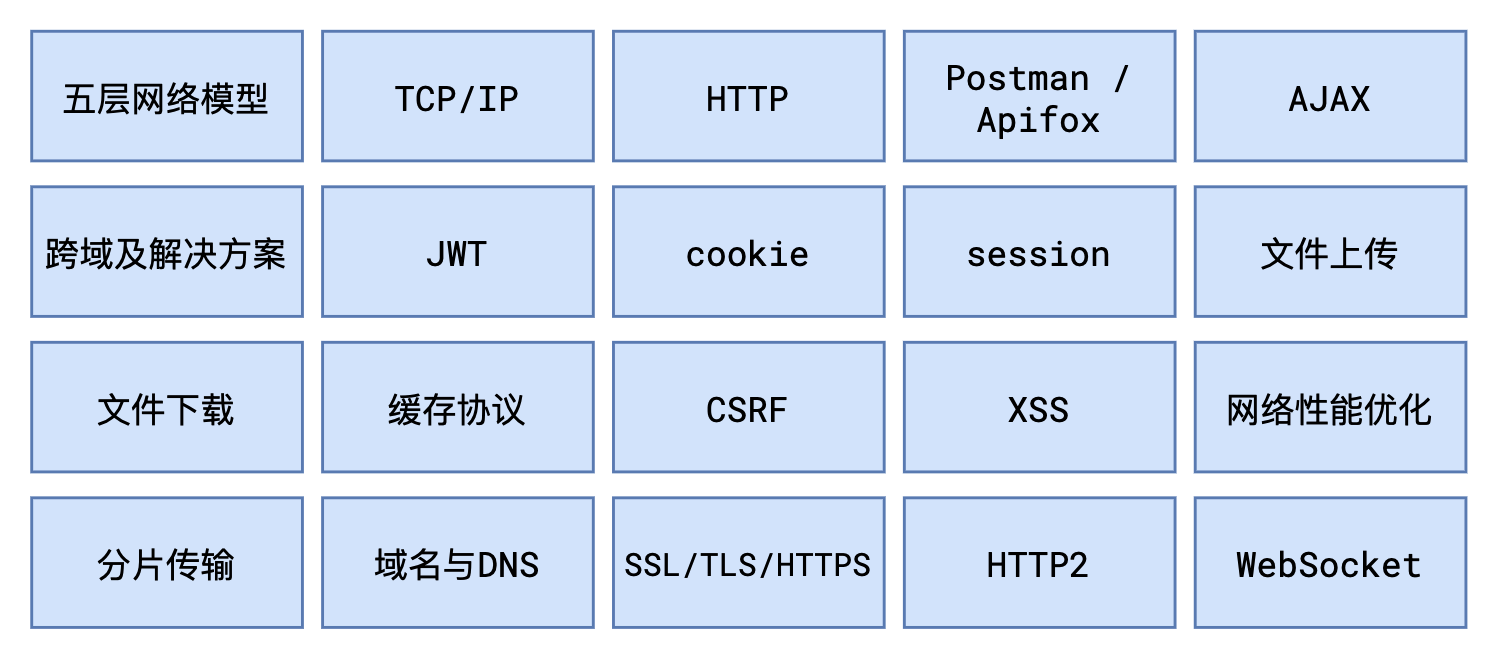 五层网络模型
TCP/IP
HTTP
Postman /
Apifox
AJAX
跨域及解决方案
JWT
cookie
session
文件上传
文件下载
缓存协议
CSRF
XSS
网络性能优化
分片传输
域名与DNS
SSL/TLS/HTTPS
HTTP2
WebSocket